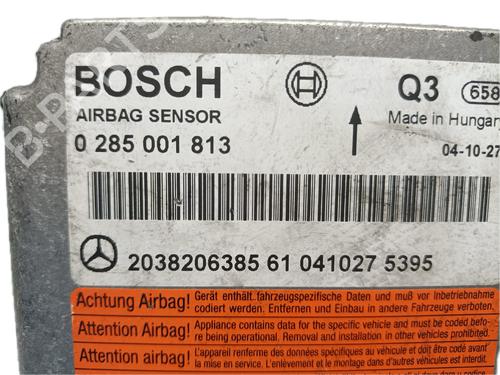 BOSCH Q3 658
AIRBAG SENSOR Made in Hungary
0 285 001 813 04-10-27
2038206385 61 041027 5395
Achtung Airbag! Gerät enthält fahrzeugspezifische Daten und muß vor Inbetriebnahme
codiert werden. Entfernen und Einbau in andere Fahrzeuge verboten.
Attention Airbag! Appliance contains data for the specific vehicle and must be coded befo-
re being operational. Removal and installation in other vehicles prohibited.
Attention airbag! L'appareil renferme des données spécifiques au véhicule et doit être codé avant
la mise en service. L'enlèvement et le montage dans d'autres véhicules
B-PARTS